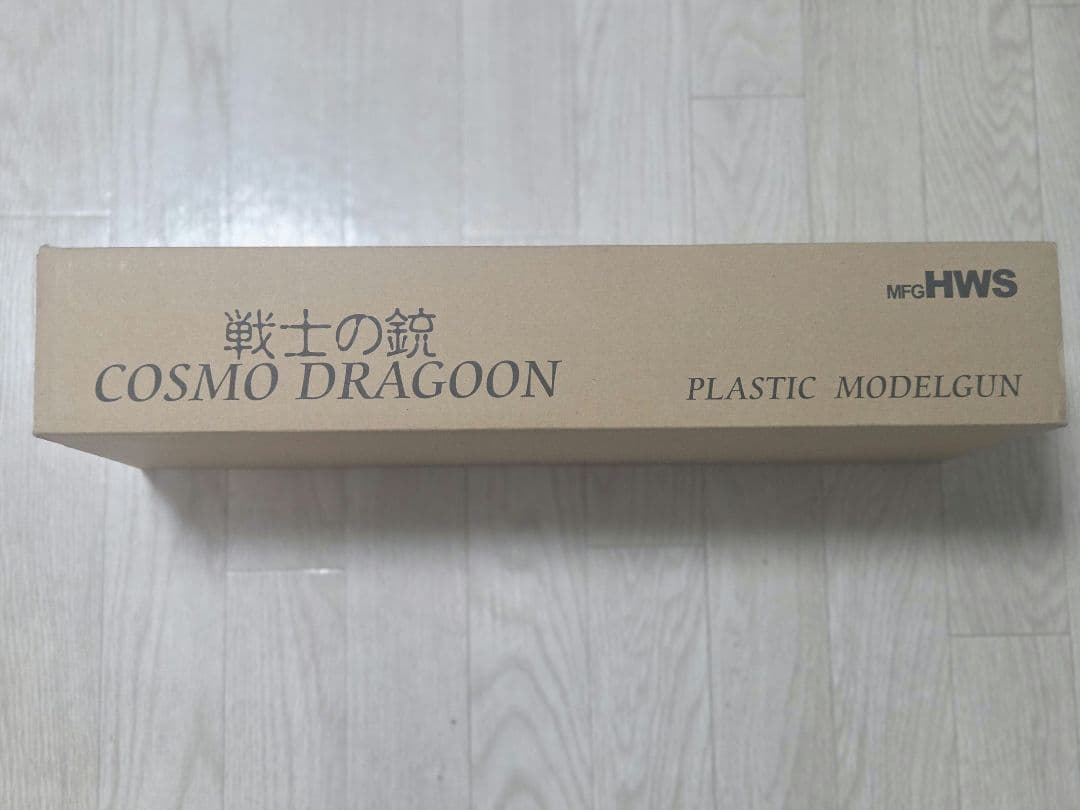 MFG HWS
戦士の銃
COSMO DRAGOON
PLASTIC MODELGUN